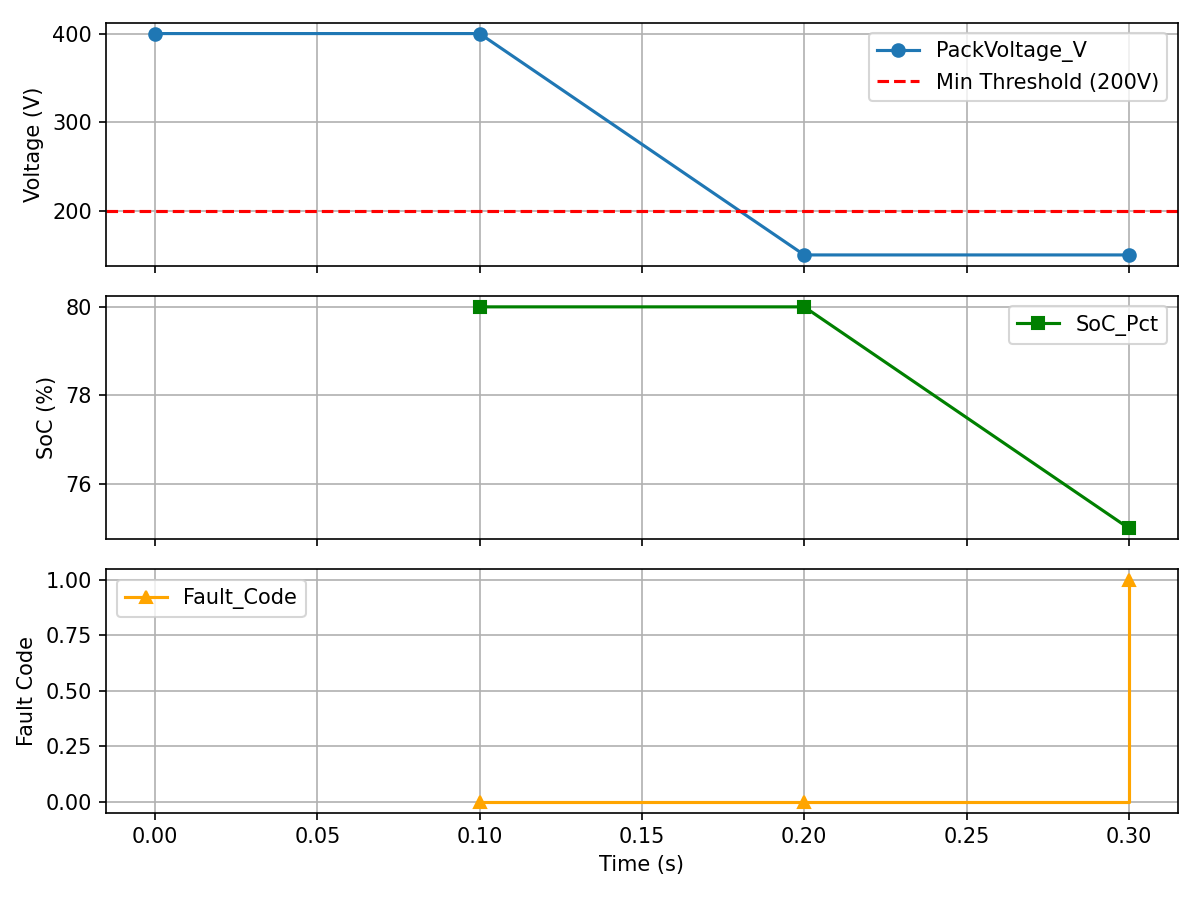 400
300
200
Voltage (V)
PackVoltage_V
Min Threshold (200V)
80
78
76
SoC (%)
SoC_Pct
1.00
0.75
0.50
0.25
0.00
Fault Code
Fault_Code
0.00 0.05 0.10 0.15 0.20 0.25 0.30
Time (s)